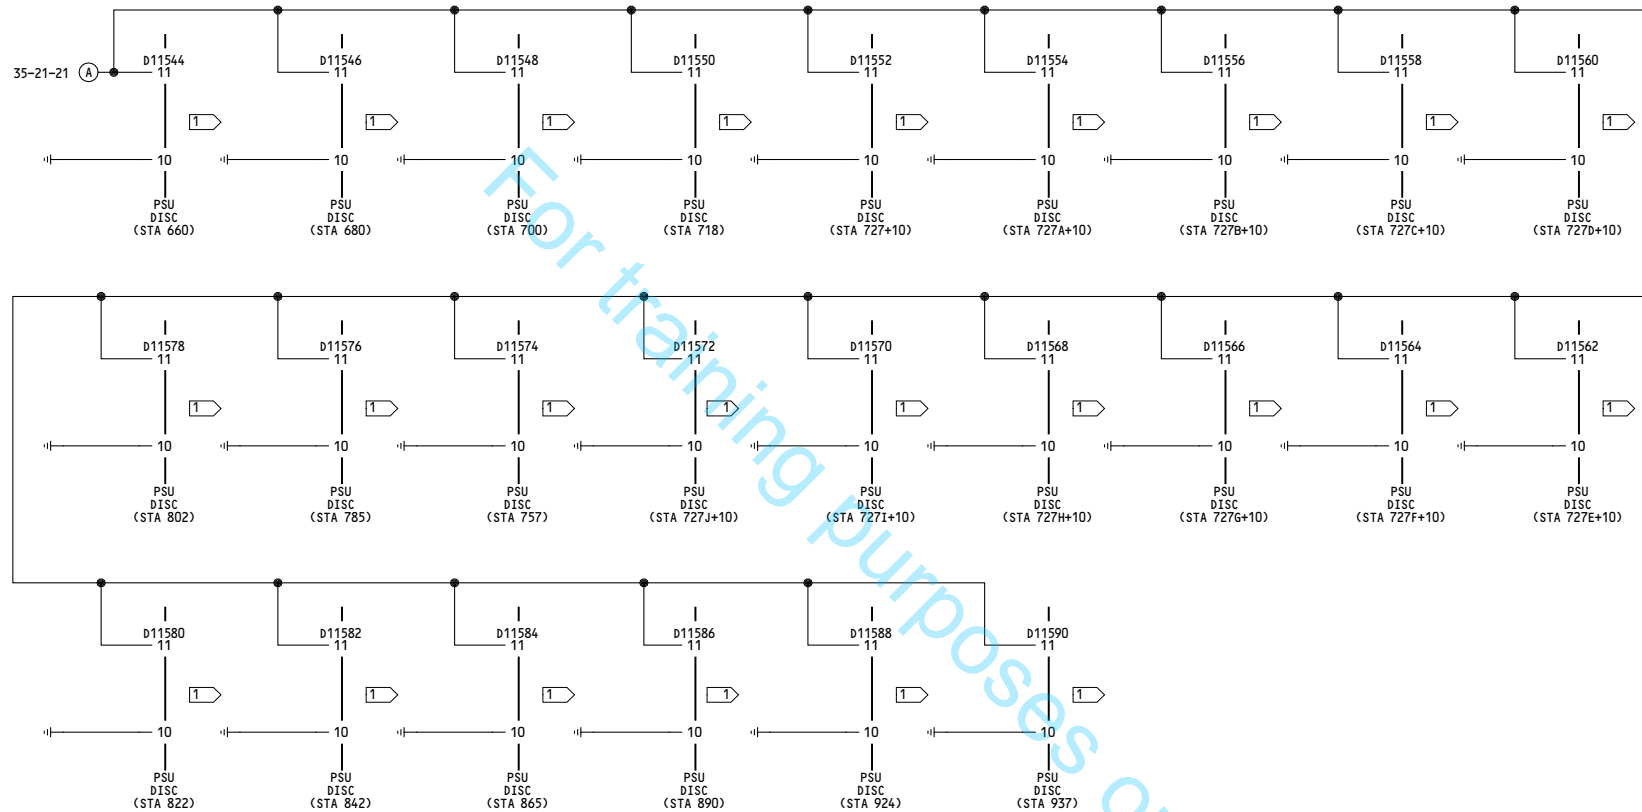 35-21-21 A
D11544
11
1
10
PSU
DISC
(STA 660)
D11546
11
1
10
PSU
DISC
(STA 680)
D11548
11
1
10
PSU
DISC
(STA 700)
D11550
11
1
10
PSU
DISC
(STA 718)
D11552
11
1
10
PSU
DISC
(STA 727+10)
D11554
11
1
10
PSU
DISC
(STA 727A+10)
D11556
11
1
10
PSU
DISC
(STA 727B+10)
D11558
11
1
10
PSU
DISC
(STA 727C+10)
D11560
11
1
10
PSU
DISC
(STA 727D+10)
D11578
11
1
10
PSU
DISC
(STA 802)
D11576
11
1
10
PSU
DISC
(STA 785)
D11574
11
1
10
PSU
DISC
(STA 757)
D11572
11
1
10
PSU
DISC
(STA 727J+10)
D11570
11
1
10
PSU
DISC
(STA 727I+10)
D11568
11
1
10
PSU
DISC
(STA 727H+10)
D11566
11
1
10
PSU
DISC
(STA 727G+10)
D11564
11
1
10
PSU
DISC
(STA 727F+10)
D11562
11
1
10
PSU
DISC
(STA 727E+10)
D11580
11
1
10
PSU
DISC
(STA 822)
D11582
11
1
10
PSU
DISC
(STA 842)
D11584
11
1
10
PSU
DISC
(STA 865)
D11586
11
1
10
PSU
DISC
(STA 890)
D11588
11
1
10
PSU
DISC
(STA 924)
D11590
11
1
10
PSU
DISC
(STA 937)
For training purposes